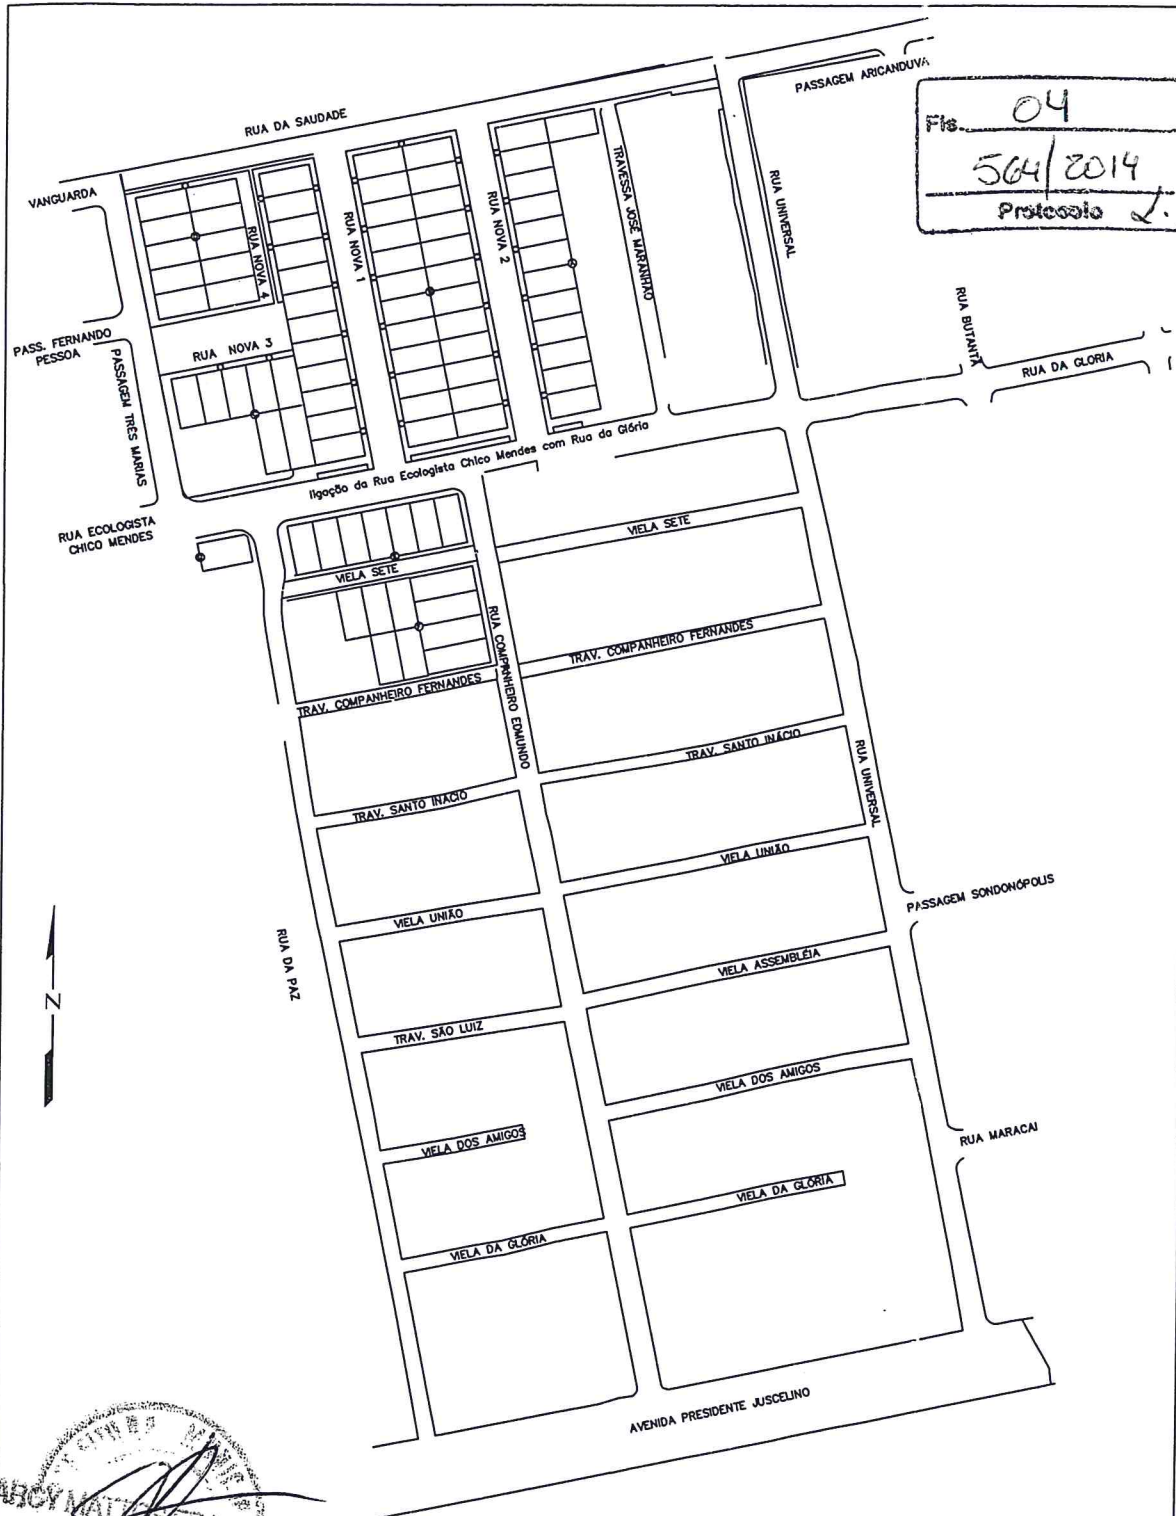 RUA DA SAUDADE
PASSAGEM ARICANDUVA
Fls. 04
564/2014
Protocolo
VANGUARDA
RUA NOVA 4
RUA NOVA 1
RUA NOVA 2
TRAVESSA JOSÉ MARANHÃO
RUA UNIVERSAL
RUA BUTANTÃ
RUA DA GLORIA
PASS. FERNANDO
PESSOA
PASSAGEM TRÊS MARIAS
RUA NOVA 3
ligação da Rua Ecologista Chico Mendes com Rua da Glória
RUA ECOLOGISTA
CHICO MENDES
VIELA SETE
VIELA SETE
RUA COMPANHEIRO EDMUNDO
TRAV. COMPANHEIRO FERNANDES
TRAV. COMPANHEIRO FERNANDES
TRAV. SANTO INÁCIO
TRAV. SANTO INÁCIO
RUA UNIVERSAL
VIELA UNIÃO
VIELA UNIÃO
PASSAGEM SONDONÓPOLIS
RUA DA PAZ
N
VIELA ASSEMBLÉIA
TRAV. SÃO LUIZ
VIELA DOS AMIGOS
VIELA DOS AMIGOS
RUA MARACAI
VIELA DA GLÓRIA
VIELA DA GLÓRIA
AVENIDA PRESIDENTE JUSCELINO